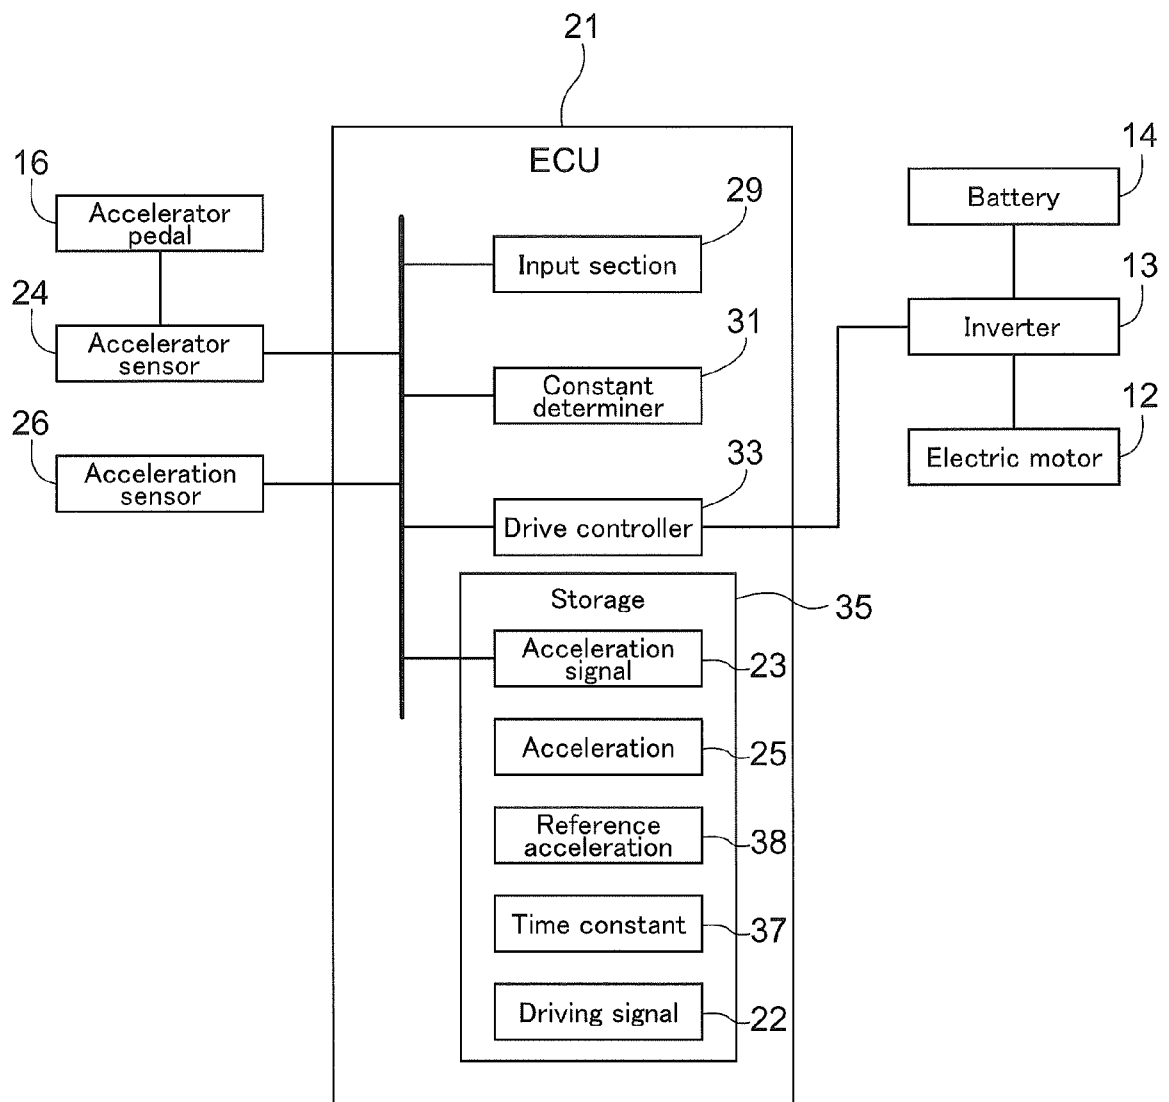 21
ECU
16
Accelerator
pedal
24
Accelerator
sensor
26
Acceleration
sensor
29
Input section
31
Constant
determiner
33
Drive controller
Storage
35
Acceleration
signal
23
Acceleration
25
Reference
acceleration
38
Time constant
37
Driving signal
22
14
Battery
13
Inverter
12
Electric motor